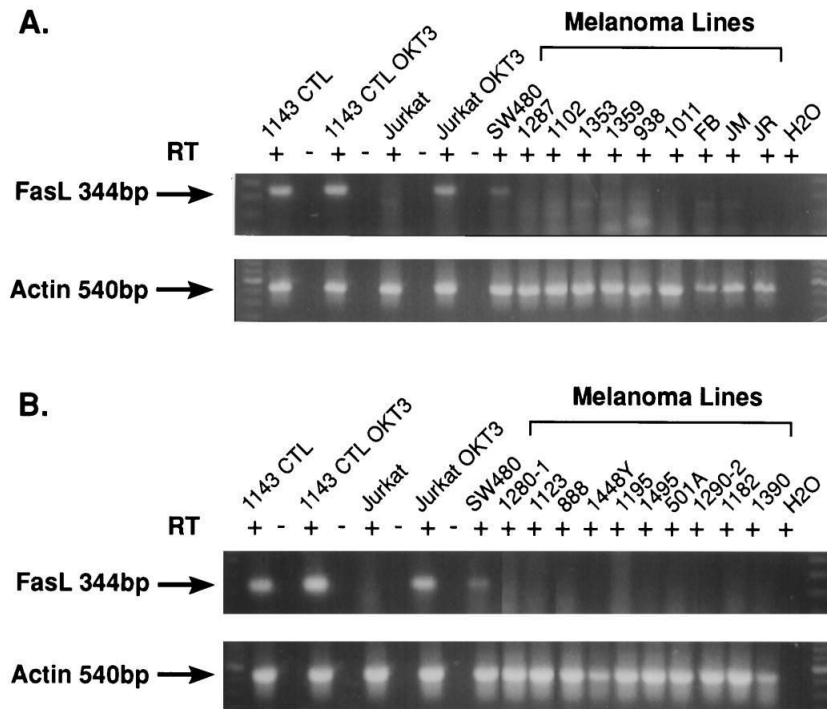 A.
Melanoma Lines
1143 CTL
1143 CTL OKT3
Jurkat
Jurkat OKT3
SW480
1287
1102
1353
1359
938
1011
FB
JM
JR
H2O
RT + - + - + - + - + + + + + + + + + + +
FasL 344bp
Actin 540bp
B.
Melanoma Lines
1143 CTL
1143 CTL OKT3
Jurkat
Jurkat OKT3
SW480
1280-1
1123
888
1448Y
1195
1495
501A
1290-2
1182
1390
H2O
RT + - + - + - + - + + + + + + + + + + + +
FasL 344bp
Actin 540bp